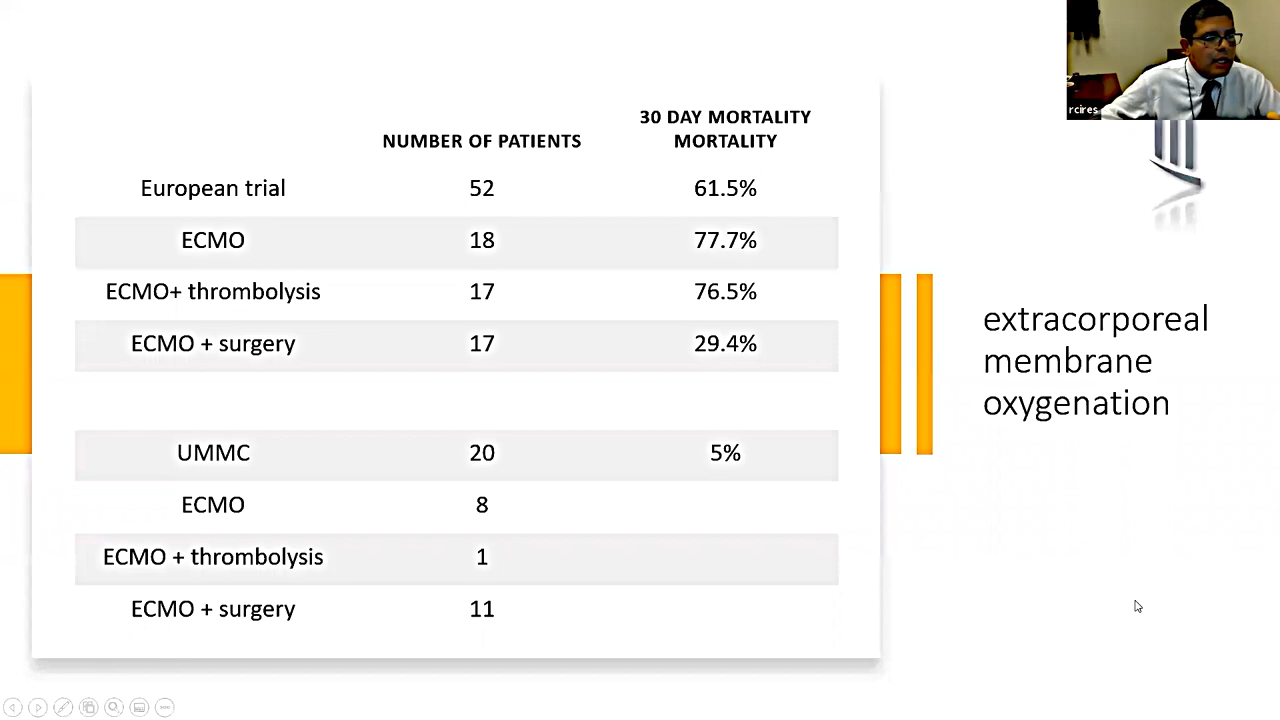 30 DAY MORTALITY
NUMBER OF PATIENTS MORTALITY
European trial 52 61.5%
ECMO 18 77.7%
ECMO+ thrombolysis 17 76.5%
ECMO + surgery 17 29.4%
UMMC 20 5%
ECMO 8
ECMO + thrombolysis 1
ECMO + surgery 11
extracorporeal
membrane
oxygenation
rcires